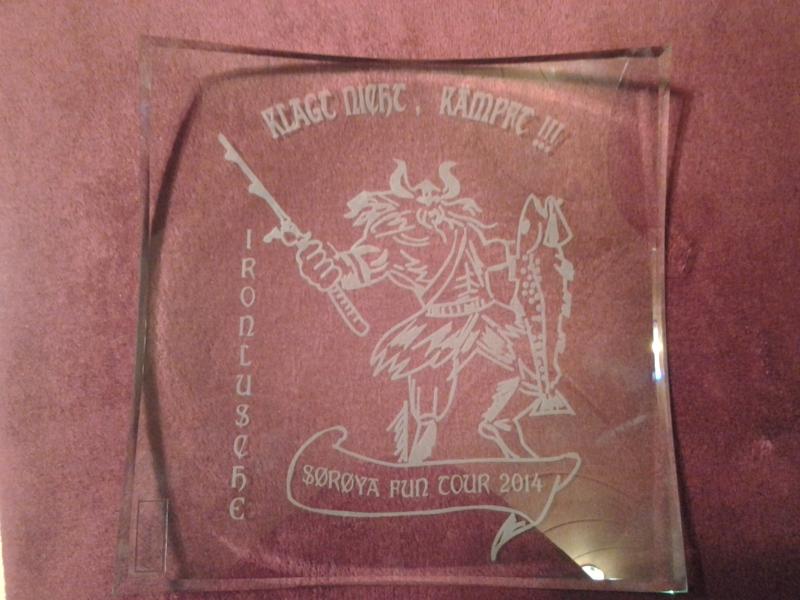 KLAGT NICHT, KÄMPFT !!!
IRONLUSCHE
SØRØYA FUN TOUR 2014